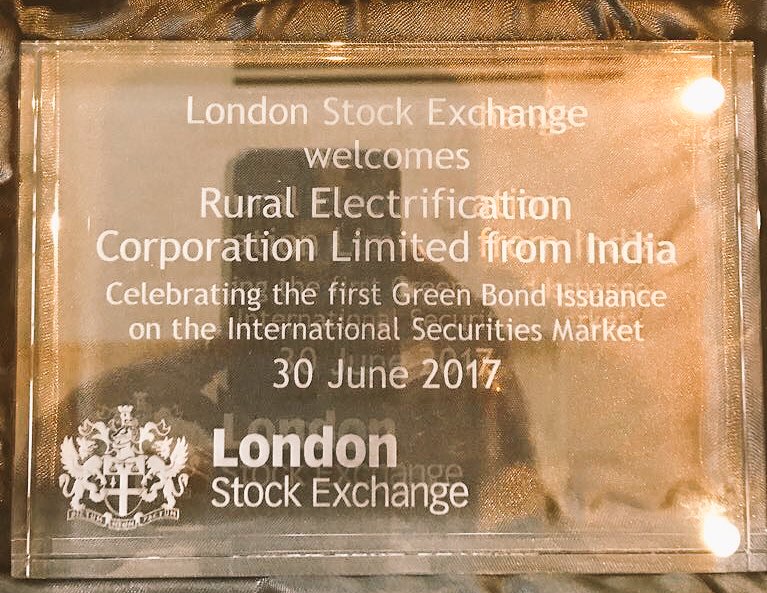 London Stock Exchange
welcomes
Rural Electrification
Corporation Limited from India
Celebrating the first Green Bond Issuance
on the International Securities Market
30 June 2017
London
Stock Exchange